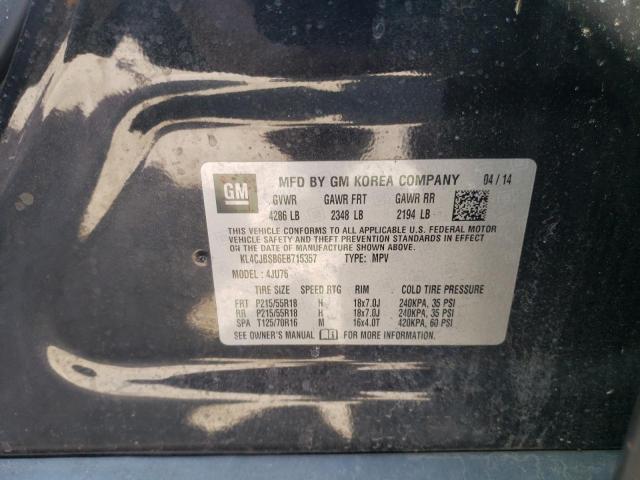 GM MFD BY GM KOREA COMPANY 04 / 14
GVWR GAWR FRT GAWR RR
4286 LB 2348 LB 2194 LB
THIS VEHICLE CONFORMS TO ALL APPLICABLE U.S. FEDERAL MOTOR
VEHICLE SAFETY, BUMPER, AND THEFT PREVENTION STANDARDS IN EFFECT
ON THE DATE OF MANUFACTURE SHOWN ABOVE.
KL4CJBSB6EB715357 TYPE: MPV
MODEL : 4JU76
TIRE SIZE SPEED RTG RIM COLD TIRE PRESSURE
FRT P215/55R18 H 18x7.0J 240KPA, 35 PSI
RR P215/55R18 H 18x7.0J 240KPA, 35 PSI
SPA T125/70R16 M 16x4.0T 420KPA, 60 PSI
SEE OWNER'S MANUAL FOR MORE INFORMATION.